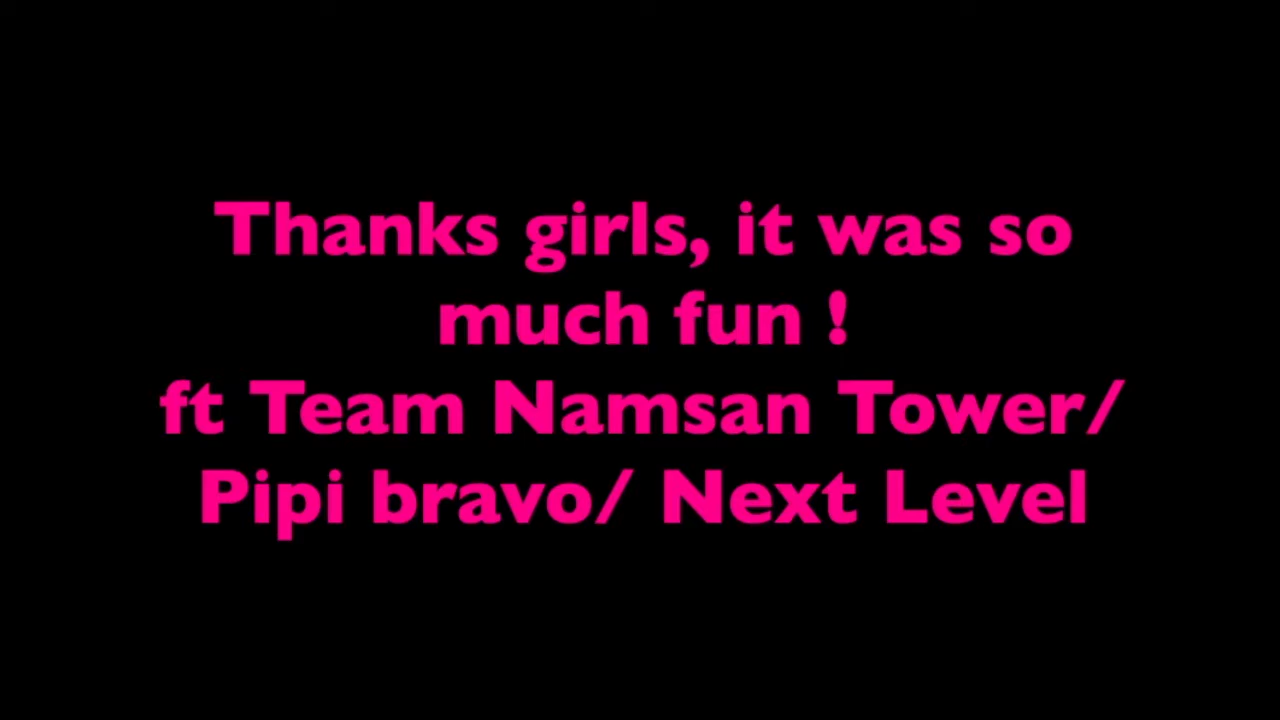 Thanks girls, it was so
much fun !
ft Team Namsan Tower/
Pipi bravo/ Next Level